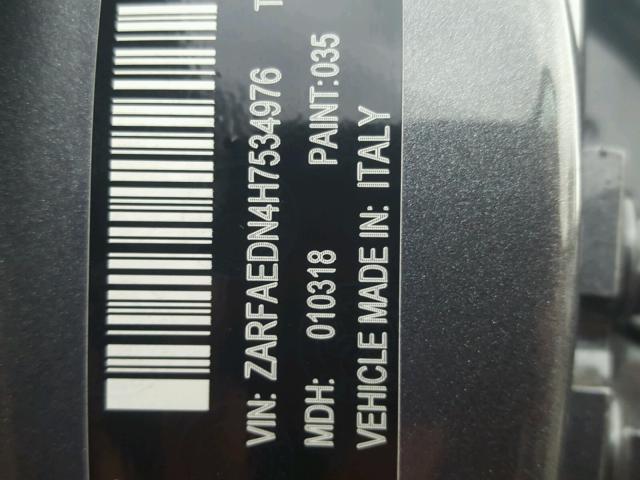 VIN: ZARFAEDN4H7534976 T
MDH: 010318 PAINT:035
VEHICLE MADE IN: ITALY